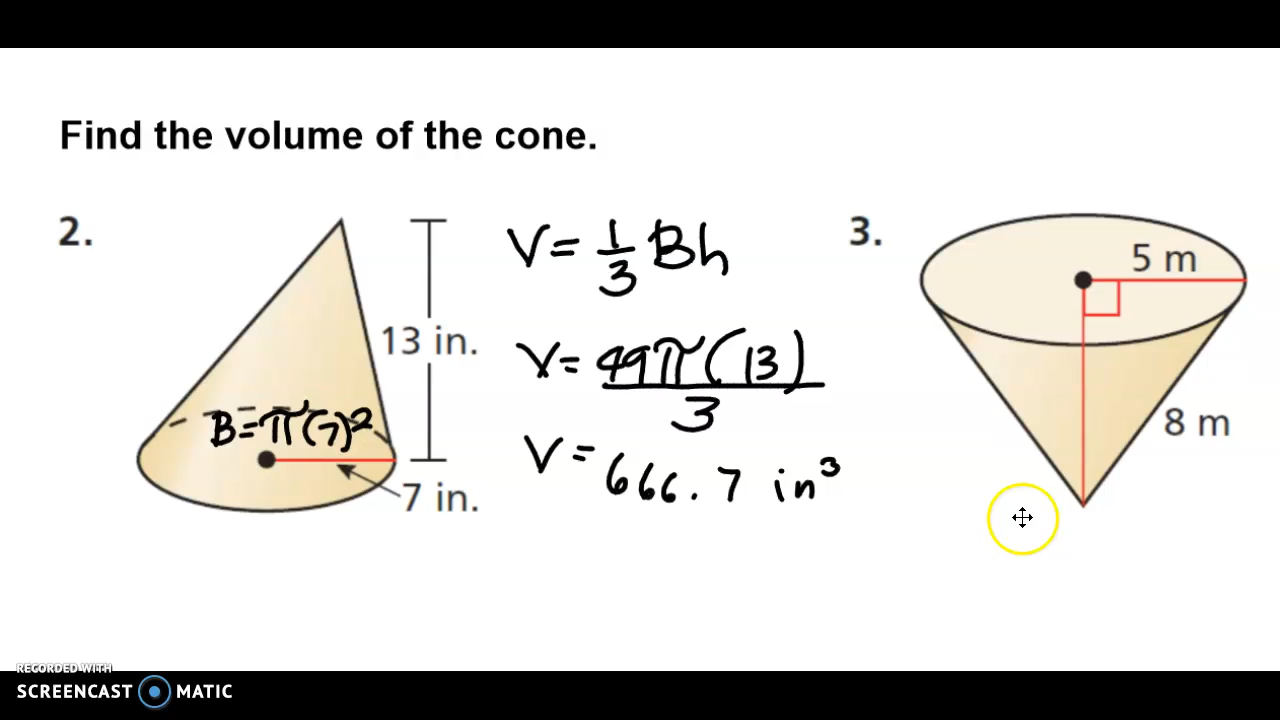 Find the volume of the cone.
2.
13 in.
B=π(7)²
7 in.
V= 1/3 Bh
V= 49π(13)/3
V= 666.7 in³
3.
5 m
8 m
RECORDED WITH
SCREENCAST MATIC